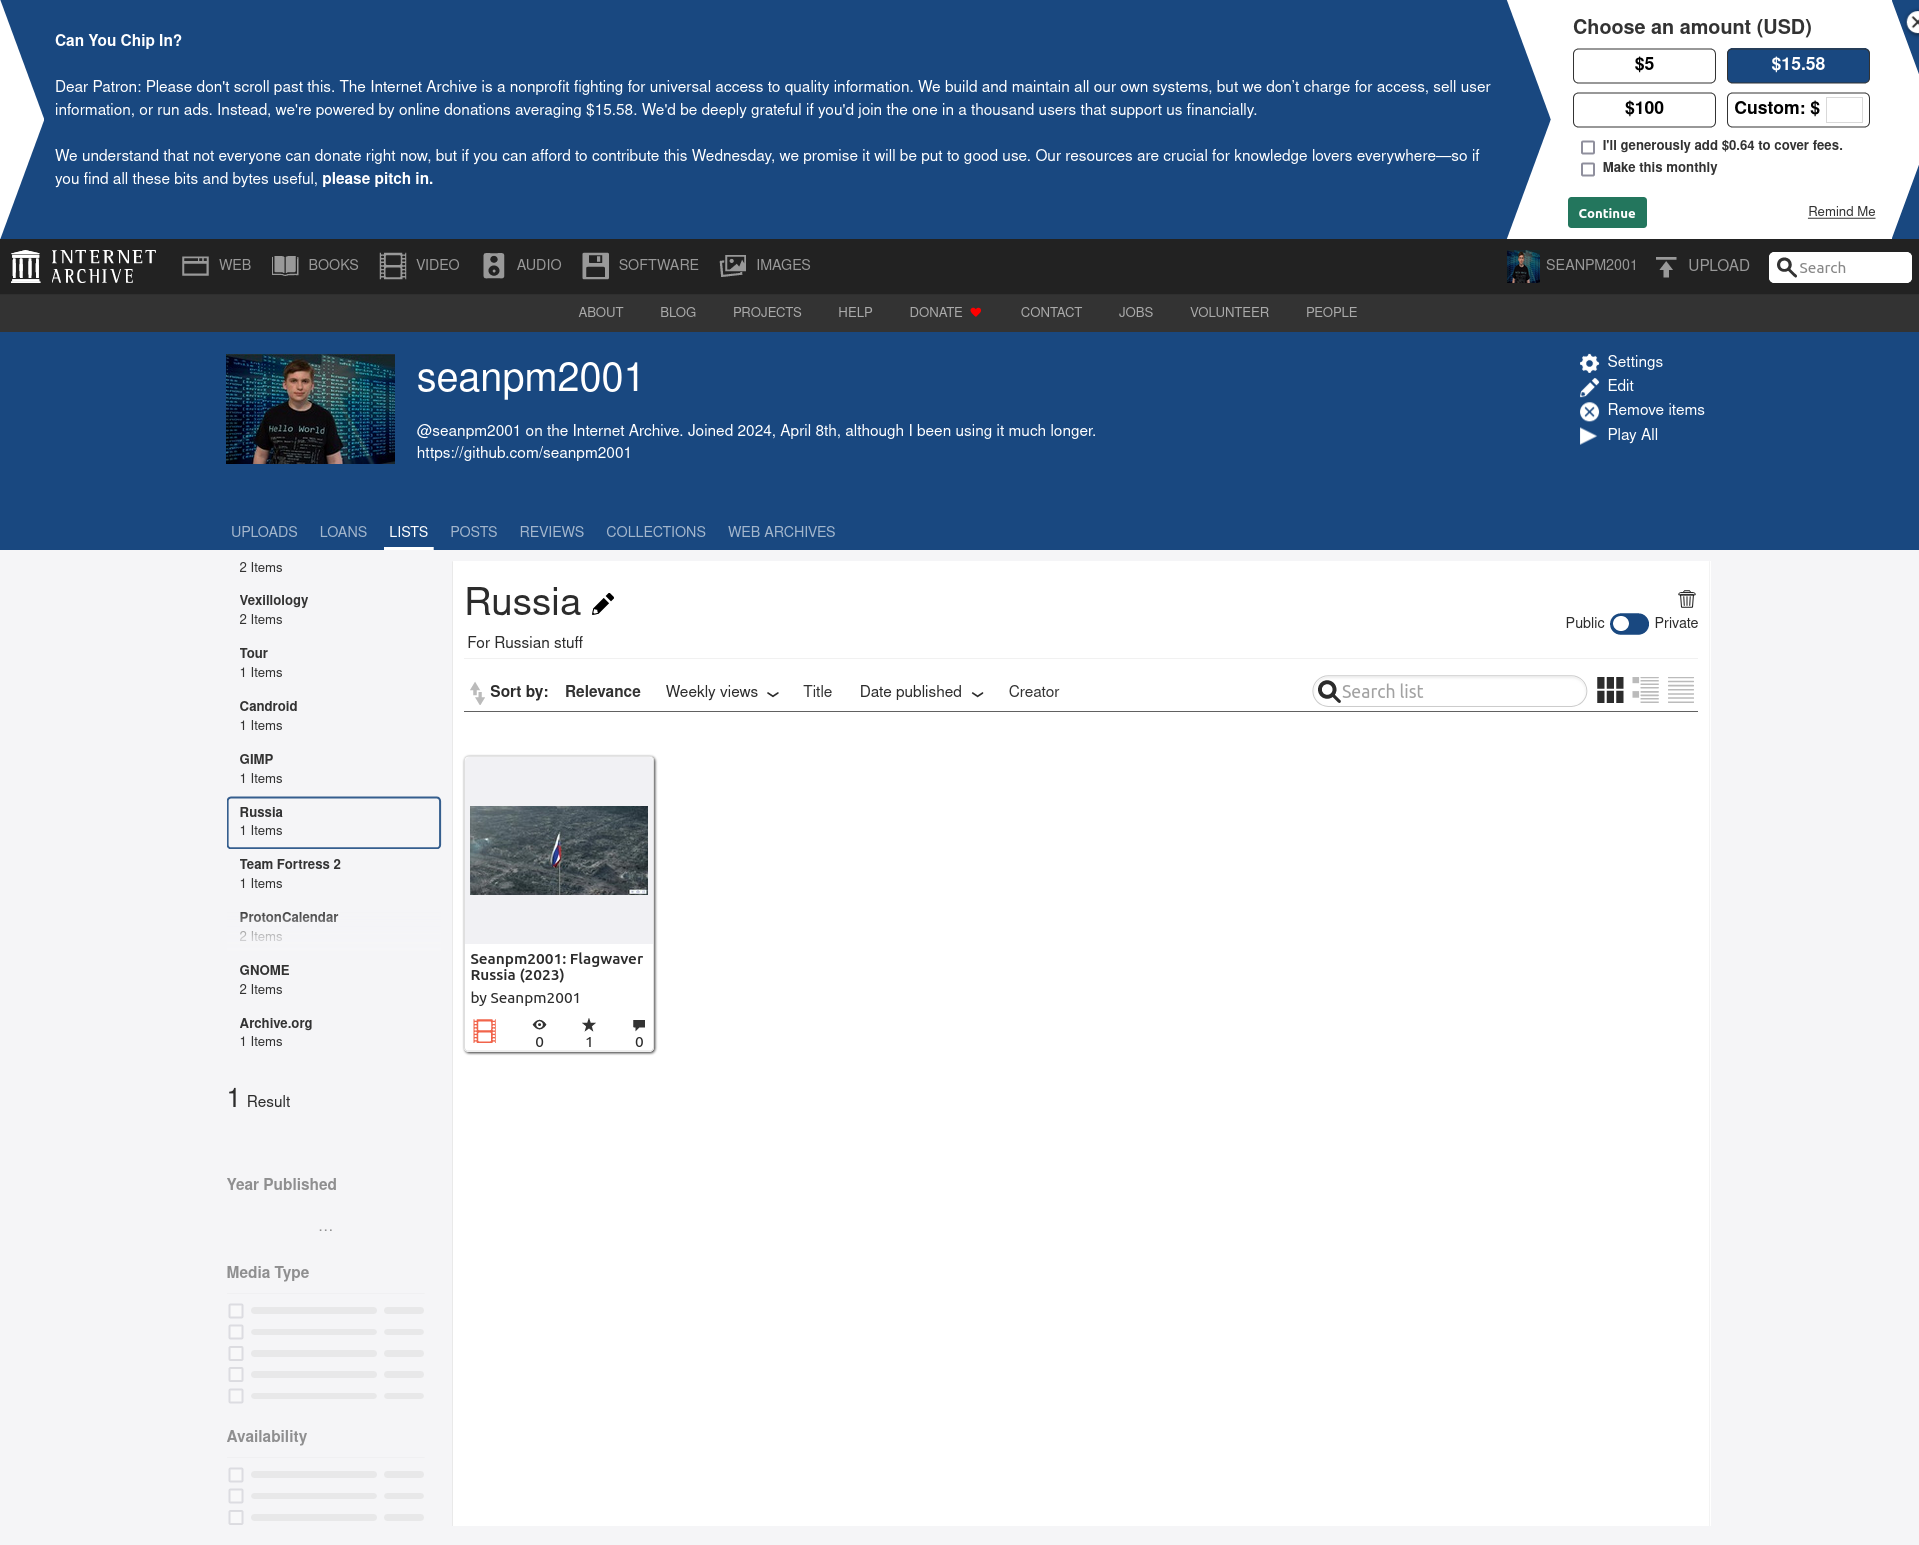 Can You Chip In?
Dear Patron: Please don't scroll past this. The Internet Archive is a nonprofit fighting for universal access to quality information. We build and maintain all our own systems, but we don't charge for access, sell user
information, or run ads. Instead, we're powered by online donations averaging $15.58. We'd be deeply grateful if you'd join the one in a thousand users that support us financially.
We understand that not everyone can donate right now, but if you can afford to contribute this Wednesday, we promise it will be put to good use. Our resources are crucial for knowledge lovers everywhere—so if
you find all these bits and bytes useful, please pitch in.
Choose an amount (USD)
$5
$15.58
$100
Custom: $
I'll generously add $0.64 to cover fees.
Make this monthly
Continue
Remind Me
INTERNET
ARCHIVE
WEB
BOOKS
VIDEO
AUDIO
SOFTWARE
IMAGES
SEANPM2001
UPLOAD
Search
ABOUT
BLOG
PROJECTS
HELP
DONATE
CONTACT
JOBS
VOLUNTEER
PEOPLE
Hello World
seanpm2001
@seanpm2001 on the Internet Archive. Joined 2024, April 8th, although I been using it much longer.
https://github.com/seanpm2001
Settings
Edit
Remove items
Play All
UPLOADS
LOANS
LISTS
POSTS
REVIEWS
COLLECTIONS
WEB ARCHIVES
2 Items
Vexillology
2 Items
Tour
1 Items
Candroid
1 Items
GIMP
1 Items
Russia
1 Items
Team Fortress 2
1 Items
ProtonCalendar
2 Items
GNOME
2 Items
Archive.org
1 Items
1 Result
Year Published
...
Media Type
Availability
Russia
For Russian stuff
Public
Private
Sort by:
Relevance
Weekly views
Title
Date published
Creator
Search list
Seanpm2001: Flagwaver
Russia (2023)
by Seanpm2001
0
1
0